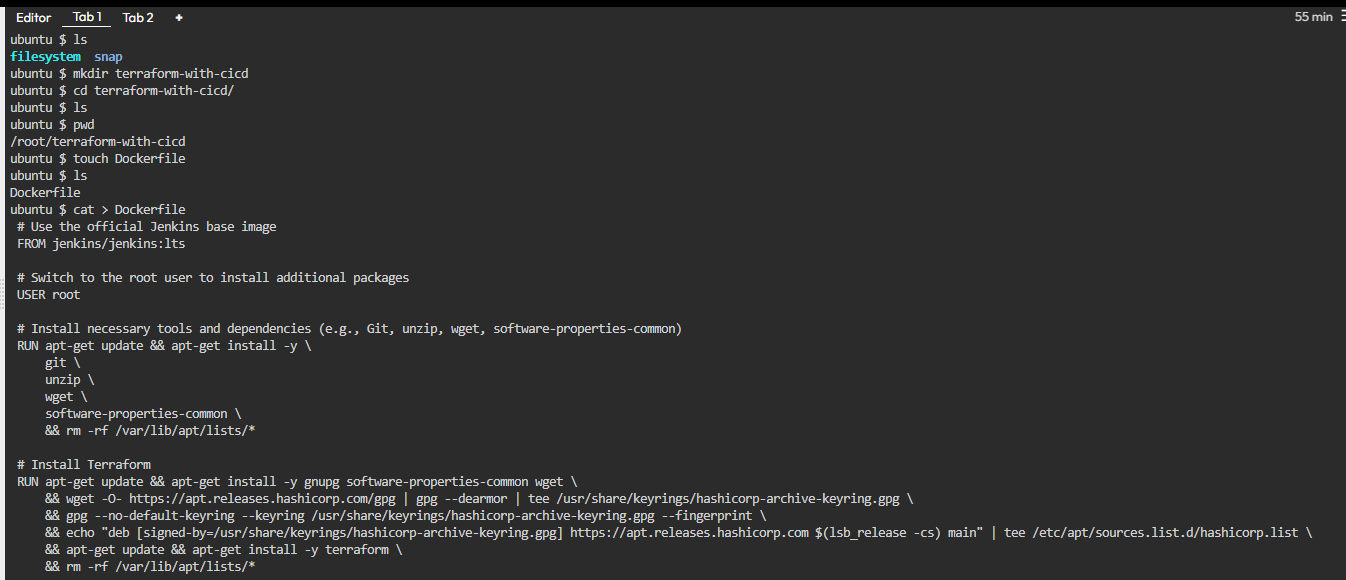 Editor Tab 1 Tab 2 + 55 min
ubuntu $ ls
filesystem snap
ubuntu $ mkdir terraform-with-cicd
ubuntu $ cd terraform-with-cicd/
ubuntu $ ls
ubuntu $ pwd
/root/terraform-with-cicd
ubuntu $ touch Dockerfile
ubuntu $ ls
Dockerfile
ubuntu $ cat > Dockerfile
# Use the official Jenkins base image
FROM jenkins/jenkins:lts
# Switch to the root user to install additional packages
USER root
# Install necessary tools and dependencies (e.g., Git, unzip, wget, software-properties-common)
RUN apt-get update && apt-get install -y \
git \
unzip \
wget \
software-properties-common \
&& rm -rf /var/lib/apt/lists/*
# Install Terraform
RUN apt-get update && apt-get install -y gnupg software-properties-common wget \
&& wget -O- https://apt.releases.hashicorp.com/gpg | gpg --dearmor | tee /usr/share/keyrings/hashicorp-archive-keyring.gpg \
&& gpg --no-default-keyring --keyring /usr/share/keyrings/hashicorp-archive-keyring.gpg --fingerprint \
&& echo "deb [signed-by=/usr/share/keyrings/hashicorp-archive-keyring.gpg] https://apt.releases.hashicorp.com $(lsb_release -cs) main" | tee /etc/apt/sources.list.d/hashicorp.list \
&& apt-get update && apt-get install -y terraform \
&& rm -rf /var/lib/apt/lists/*